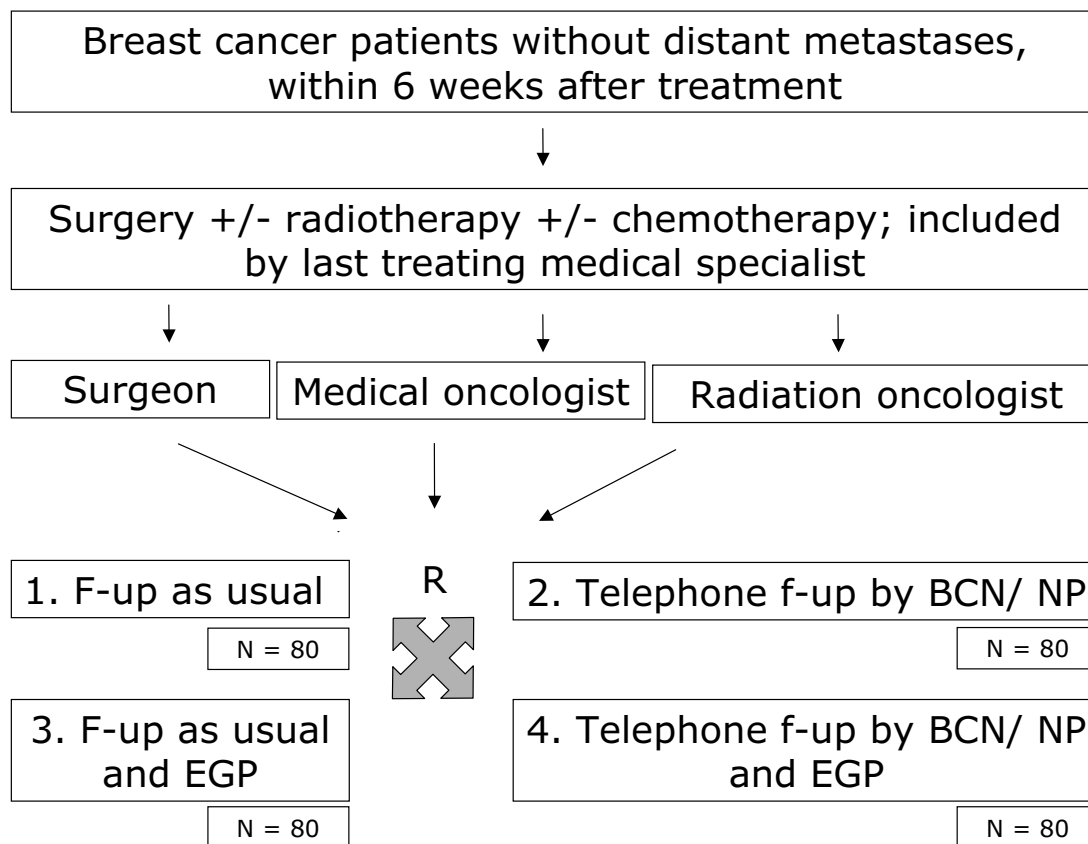 Breast cancer patients without distant metastases,
within 6 weeks after treatment
Surgery +/- radiotherapy +/- chemotherapy; included
by last treating medical specialist
Surgeon
Medical oncologist
Radiation oncologist
1. F-up as usual
N = 80
R
2. Telephone f-up by BCN/ NP
N = 80
3. F-up as usual
and EGP
N = 80
4. Telephone f-up by BCN/ NP
and EGP
N = 80